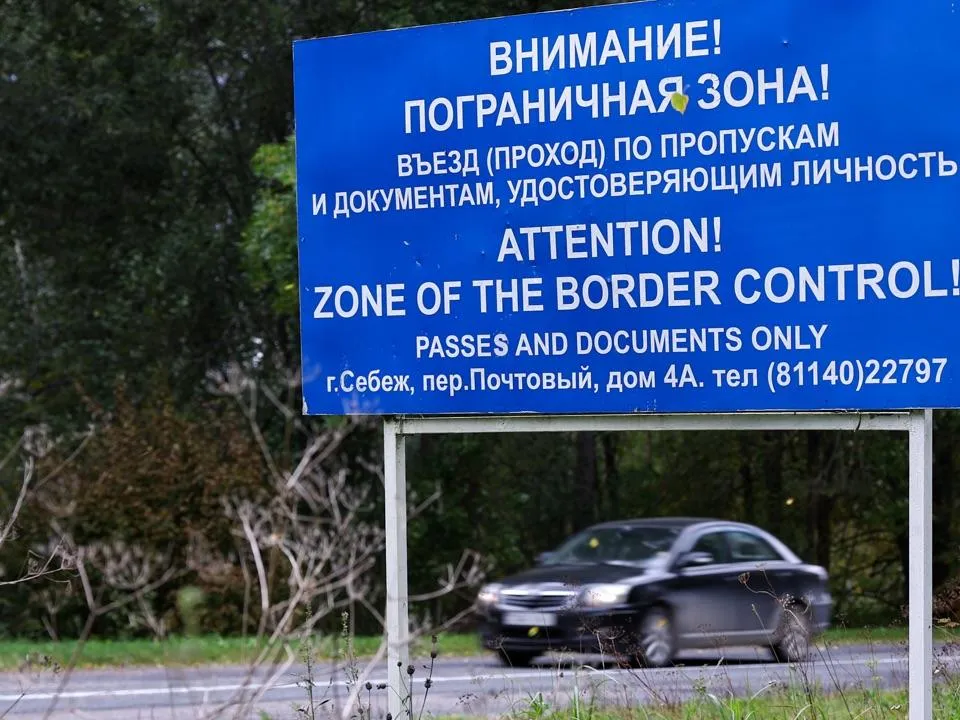 ВНИМАНИЕ!
ПОГРАНИЧНАЯ ЗОНА!
ВЪЕЗД (ПРОХОД) ПО ПРОПУСКАМ
И ДОКУМЕНТАМ, УДОСТОВЕРЯЮЩИМ ЛИЧНОСТЬ
ATTENTION!
ZONE OF THE BORDER CONTROL!
PASSES AND DOCUMENTS ONLY
г.Себеж, пер.Почтовый, дом 4А. тел (81140)22797